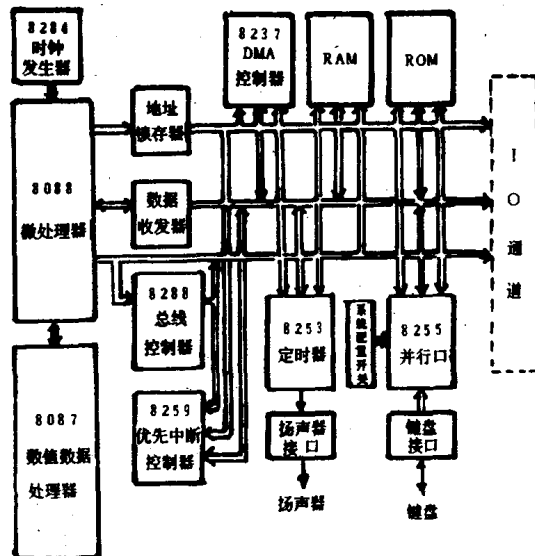 8284
时钟
发生器
8237
DMA
控制器
RAM
ROM
地址
锁存器
8088
微处理器
数据
收发器
I
O
通
道
8288
总线
控制器
8253
定时器
系统配置开关
8255
并行口
8087
数值数据
处理器
8259
优先中断
控制器
扬声器
接口
键盘
接口
扬声器
键盘